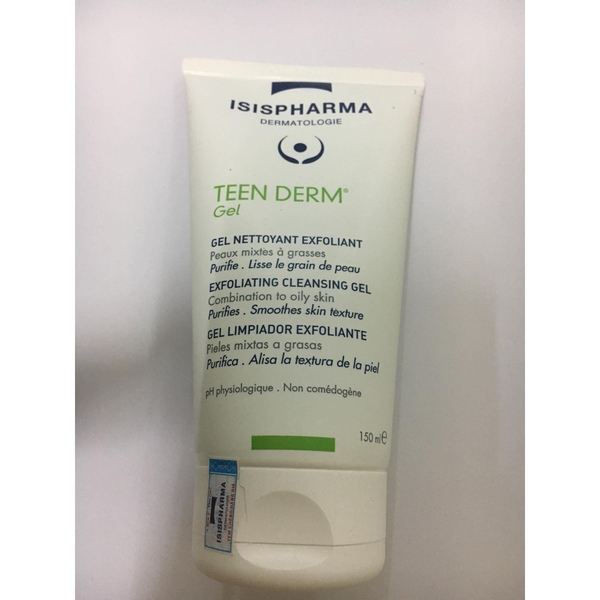 ISISPHARMA
DERMATOLOGIE
TEEN DERM®
Gel
GEL NETTOYANT EXFOLIANT
Peaux mixtes à grasses
Purifie . Lisse le grain de peau
EXFOLIATING CLEANSING GEL
Combination to oily skin
Purifies . Smoothes skin texture
GEL LIMPIADOR EXFOLIANTE
Pieles mixtas a grasas
Purifica . Alisa la textura de la piel
pH physiologique . Non comédogène
150 ml e
ISISPHARMA